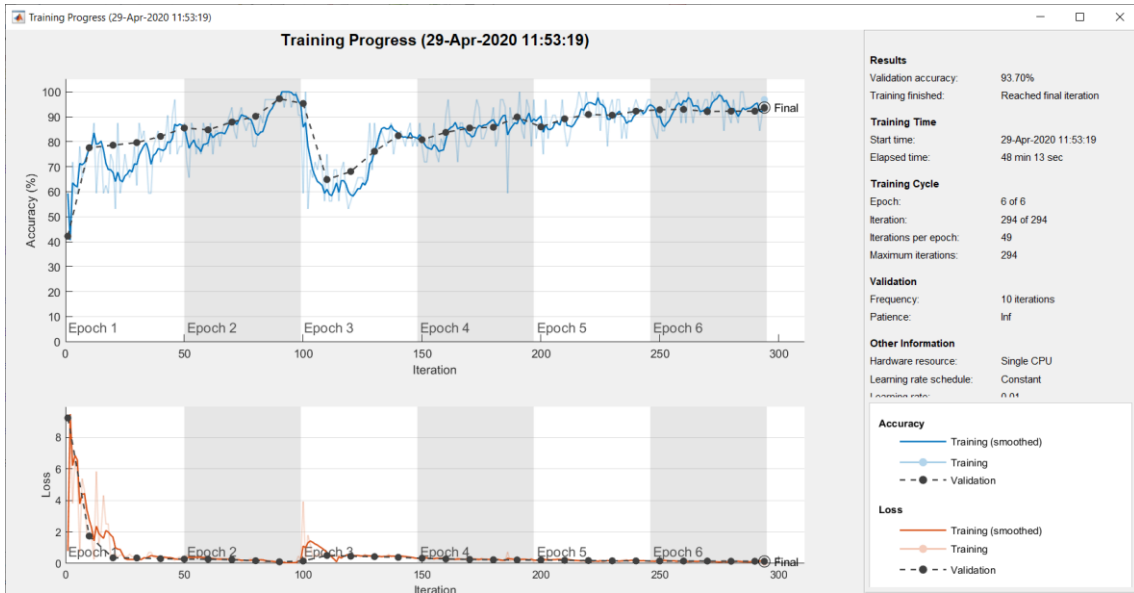 Training Progress (29-Apr-2020 11:53:19)
Training Progress (29-Apr-2020 11:53:19)
Accuracy (%)
100
90
80
70
60
50
40
30
20
10
0
Final
Epoch 1
Epoch 2
Epoch 3
Epoch 4
Epoch 5
Epoch 6
0
50
100
150
200
250
300
Iteration
Loss
8
6
4
2
0
Epoch 1
Epoch 2
Epoch 3
Epoch 4
Epoch 5
Epoch 6
Final
0
50
100
150
200
250
300
Iteration
Results
Validation accuracy: 93.70%
Training finished: Reached final iteration
Training Time
Start time: 29-Apr-2020 11:53:19
Elapsed time: 48 min 13 sec
Training Cycle
Epoch: 6 of 6
Iteration: 294 of 294
Iterations per epoch: 49
Maximum iterations: 294
Validation
Frequency: 10 iterations
Patience: Inf
Other Information
Hardware resource: Single CPU
Learning rate schedule: Constant
Learning rate: 0.01
Accuracy
Training (smoothed)
Training
Validation
Loss
Training (smoothed)
Training
Validation